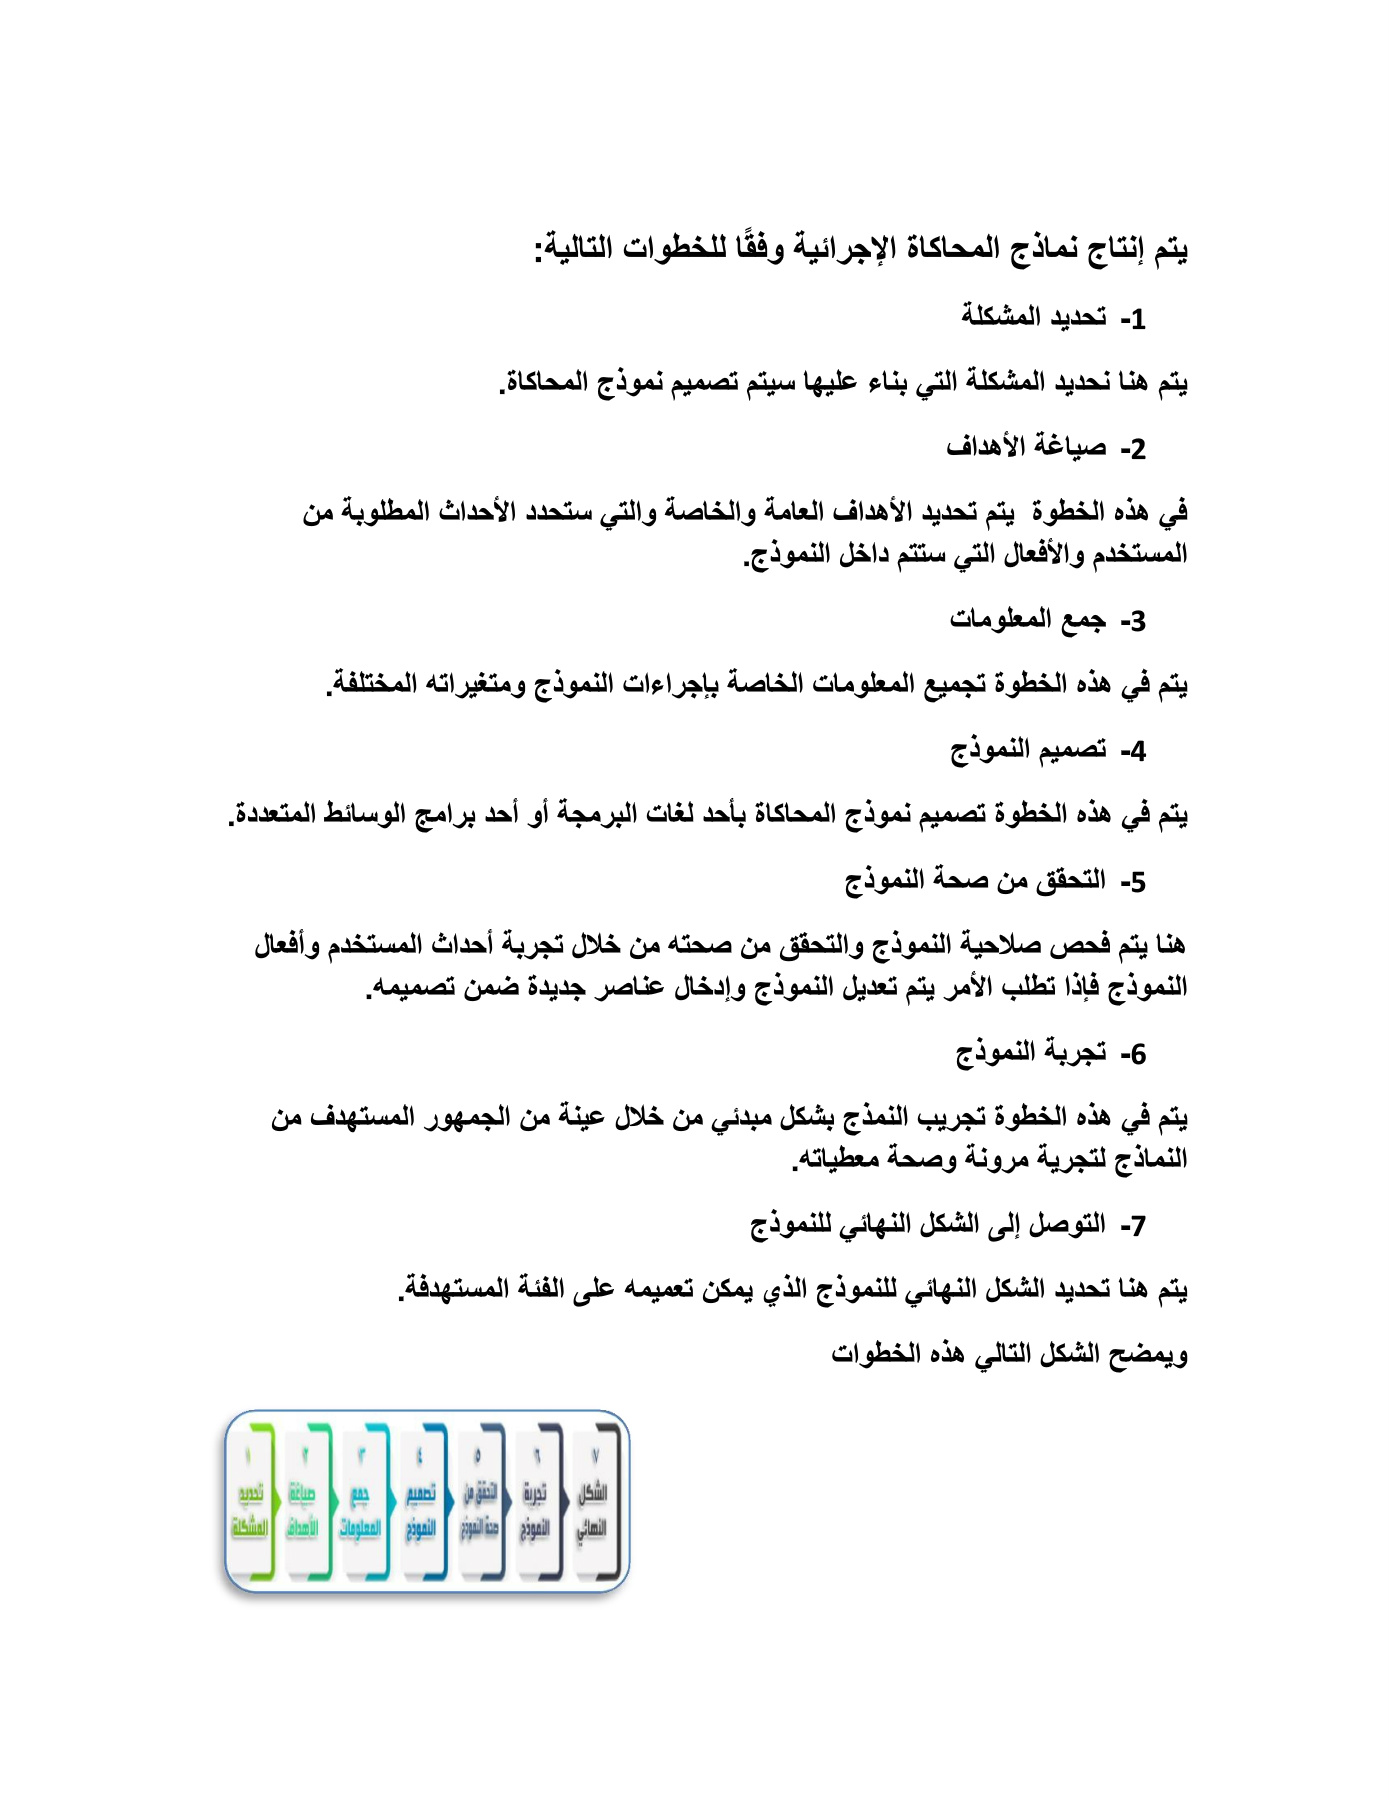 يتم إنتاج نماذج المحاكاة الإجرائية وفقًا للخطوات التالية:
1- تحديد المشكلة
يتم هنا نحديد المشكلة التي بناء عليها سيتم تصميم نموذج المحاكاة.
2- صياغة الأهداف
في هذه الخطوة يتم تحديد الأهداف العامة والخاصة والتي ستحدد الأحداث المطلوبة من
المستخدم والأفعال التي ستتم داخل النموذج.
3- جمع المعلومات
يتم في هذه الخطوة تجميع المعلومات الخاصة بإجراءات النموذج ومتغيراته المختلفة.
4- تصميم النموذج
يتم في هذه الخطوة تصميم نموذج المحاكاة بأحد لغات البرمجة أو أحد برامج الوسائط المتعددة.
5- التحقق من صحة النموذج
هنا يتم فحص صلاحية النموذج والتحقق من صحته من خلال تجربة أحداث المستخدم وأفعال
النموذج فإذا تطلب الأمر يتم تعديل النموذج وإدخال عناصر جديدة ضمن تصميمه.
6- تجربة النموذج
يتم في هذه الخطوة تجريب النمذج بشكل مبدئي من خلال عينة من الجمهور المستهدف من
النماذج لتجرية مرونة وصحة معطياته.
7- التوصل إلى الشكل النهائي للنموذج
يتم هنا تحديد الشكل النهائي للنموذج الذي يمكن تعميمه على الفئة المستهدفة.
ويمضح الشكل التالي هذه الخطوات
١
تحديد
المشكلة
٢
صياغة
الأهداف
٣
جمع
المعلومات
٤
تصميم
النموذج
٥
التحقق من
صحة النموذج
٦
تجربة
النموذج
٧
الشكل
النهائي